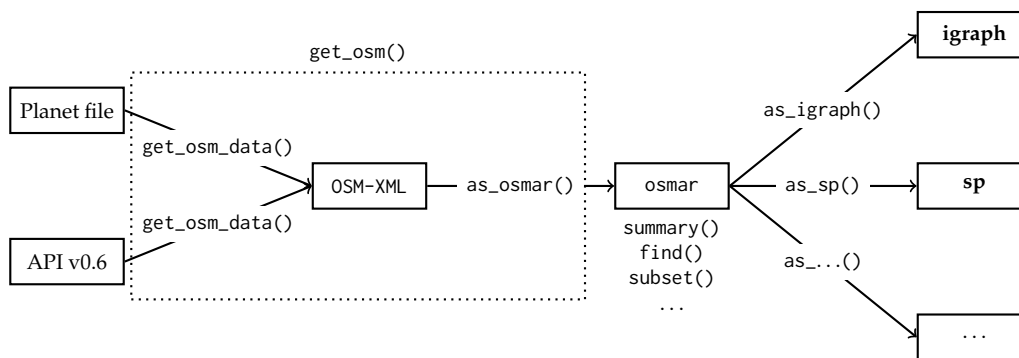 get_osm()
Planet file
get_osm_data()
OSM-XML
as_osmar()
get_osm_data()
API v0.6
osmar
summary()
find()
subset()
...
as_igraph()
igraph
as_sp()
sp
as_...()
...